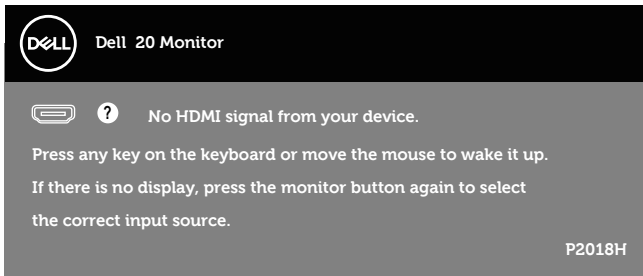 DELL Dell 20 Monitor
? No HDMI signal from your device.
Press any key on the keyboard or move the mouse to wake it up.
If there is no display, press the monitor button again to select
the correct input source.
P2018H